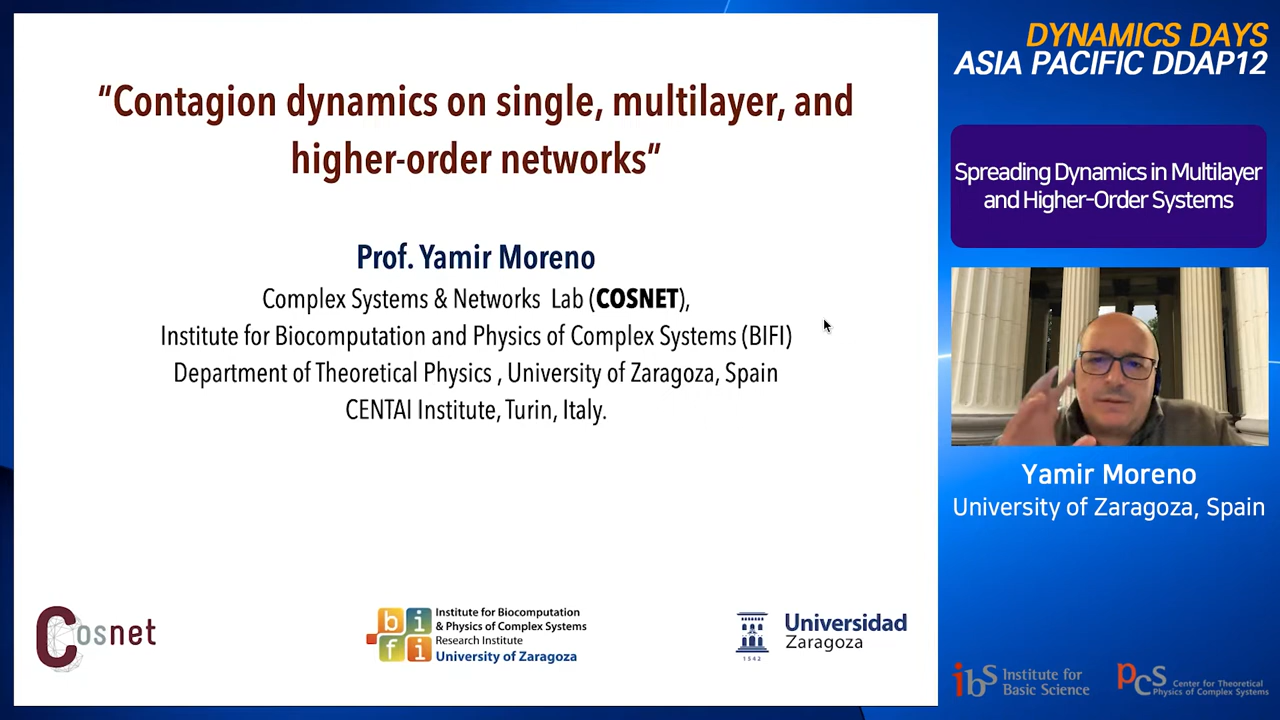 "Contagion dynamics on single, multilayer, and
higher-order networks"
Prof. Yamir Moreno
Complex Systems & Networks Lab (COSNET),
Institute for Biocomputation and Physics of Complex Systems (BIFI)
Department of Theoretical Physics , University of Zaragoza, Spain
CENTAI Institute, Turin, Italy.
Cosnet
bifi
Institute for Biocomputation
& Physics of Complex Systems
Research Institute
University of Zaragoza
1542
Universidad
Zaragoza
DYNAMICS DAYS
ASIA PACIFIC DDAP12
Spreading Dynamics in Multilayer
and Higher-Order Systems
Yamir Moreno
University of Zaragoza, Spain
ibs Institute for
Basic Science
pcs Center for Theoretical
Physics of Complex Systems